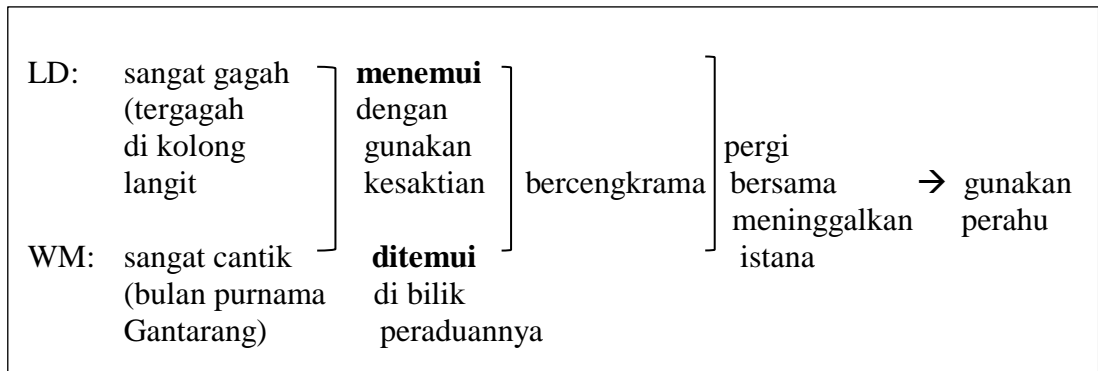 LD: sangat gagah menemui
(tergagah dengan
di kolong gunakan pergi
langit kesaktian bercengkrama bersama → gunakan
meninggalkan perahu
WM: sangat cantik ditemui istana
(bulan purnama di bilik
Gantarang) peraduannya